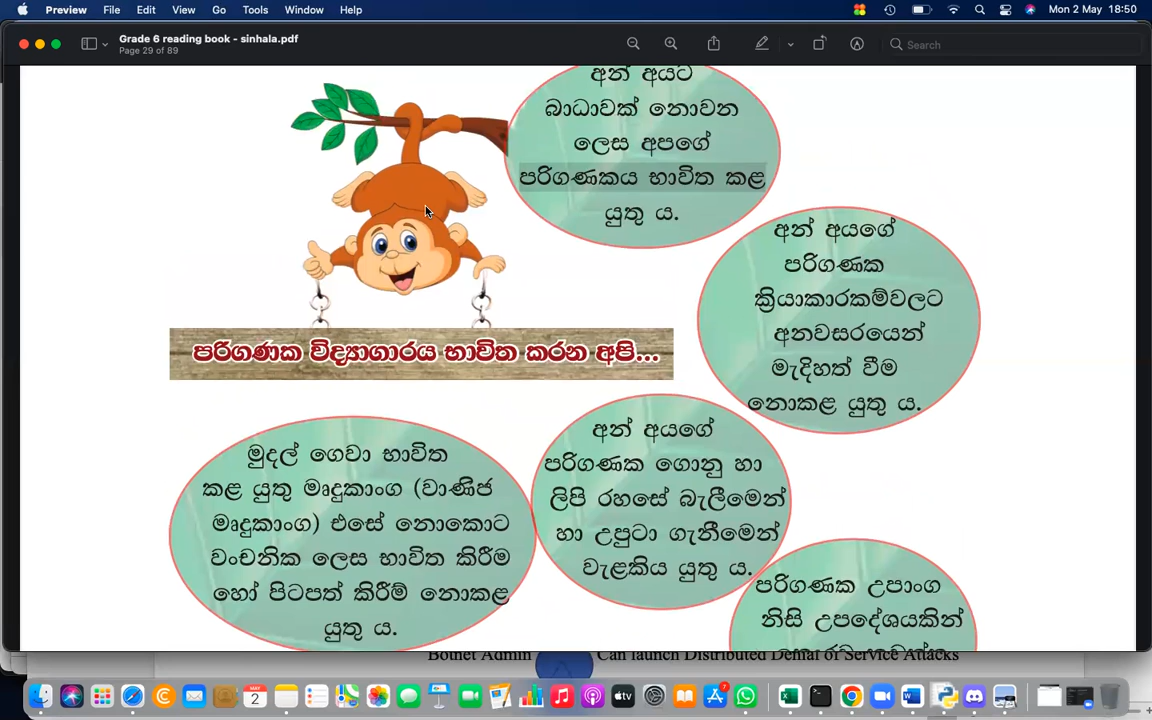 Preview File Edit View Go Tools Window Help Mon 2 May 18:50
Grade 6 reading book - sinhala.pdf
Page 29 of 89
Search
අන් අයට
බාධාවක් නොවන
ලෙස අපගේ
පරිගණකය භාවිත කළ
යුතු ය.
අන් අයගේ
පරිගණක
ක්‍රියාකාරකම්වලට
අනවසරයෙන්
මැදිහත් වීම
නොකළ යුතු ය.
පරිගණක විද්‍යාගාරය භාවිත කරන අපි...
මුදල් ගෙවා භාවිත
කළ යුතු මෘදුකාංග (වාණිජ
මෘදුකාංග) එසේ නොකොට
වංචනික ලෙස භාවිත කිරීම
හෝ පිටපත් කිරීම් නොකළ
යුතු ය.
අන් අයගේ
පරිගණක ගොනු හා
ලිපි රහසේ බැලීමෙන්
හා උපුටා ගැනීමෙන්
වැළකිය යුතු ය.
පරිගණක උපාංග
නිසි උපදේශයකින්
Botnet Admin Can launch Distributed Denial of Service Attacks
MAY
2
7